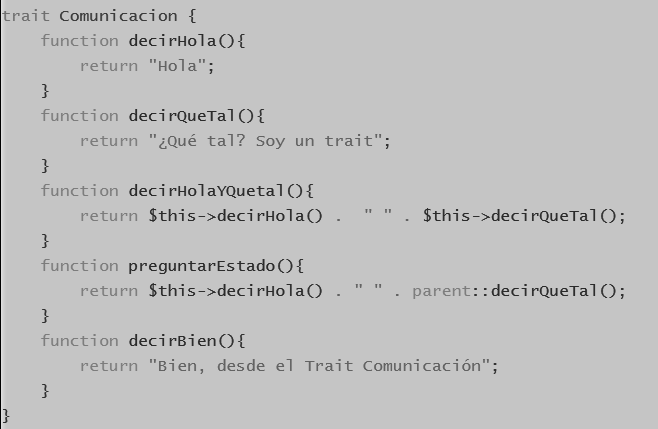 trait Comunicacion {
    function decirHola(){
        return "Hola";
    }
    function decirQueTal(){
        return "¿Qué tal? Soy un trait";
    }
    function decirHolaYQuetal(){
        return $this->decirHola() .  " " . $this->decirQueTal();
    }
    function preguntarEstado(){
        return $this->decirHola() . " " . parent::decirQueTal();
    }
    function decirBien(){
        return "Bien, desde el Trait Comunicación";
    }
}